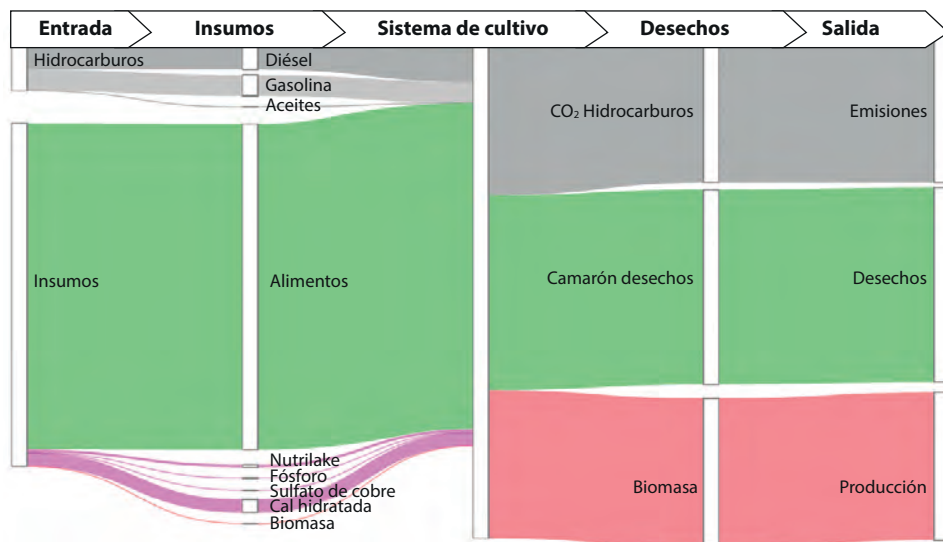 Entrada
Insumos
Sistema de cultivo
Desechos
Salida
Hidrocarburos
Diésel
Gasolina
Aceites
CO₂ Hidrocarburos
Emisiones
Insumos
Alimentos
Camarón desechos
Desechos
Nutrilake
Fósforo
Sulfato de cobre
Cal hidratada
Biomasa
Biomasa
Producción